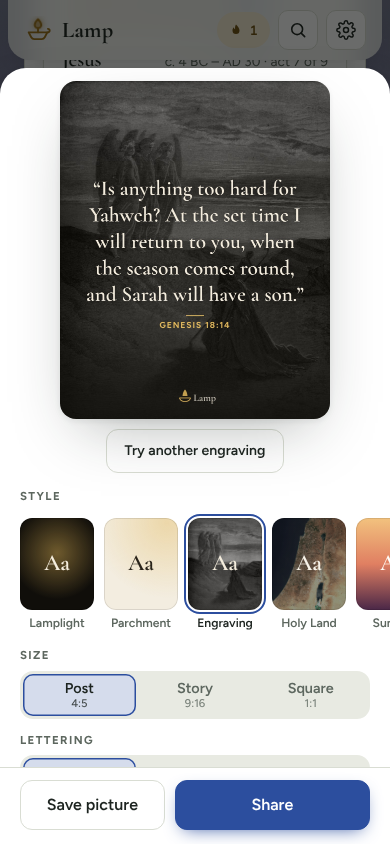 Lamp
1
Jesus
c. 4 BC – AD 30 · act 7 of 9
“Is anything too hard for
Yahweh? At the set time I
will return to you, when
the season comes round,
and Sarah will have a son.”
GENESIS 18:14
Lamp
Try another engraving
STYLE
Aa
Aa
Aa
Aa
Lamplight
Parchment
Engraving
Holy Land
SIZE
Post
Story
Square
4:5
9:16
1:1
LETTERING
Save picture
Share